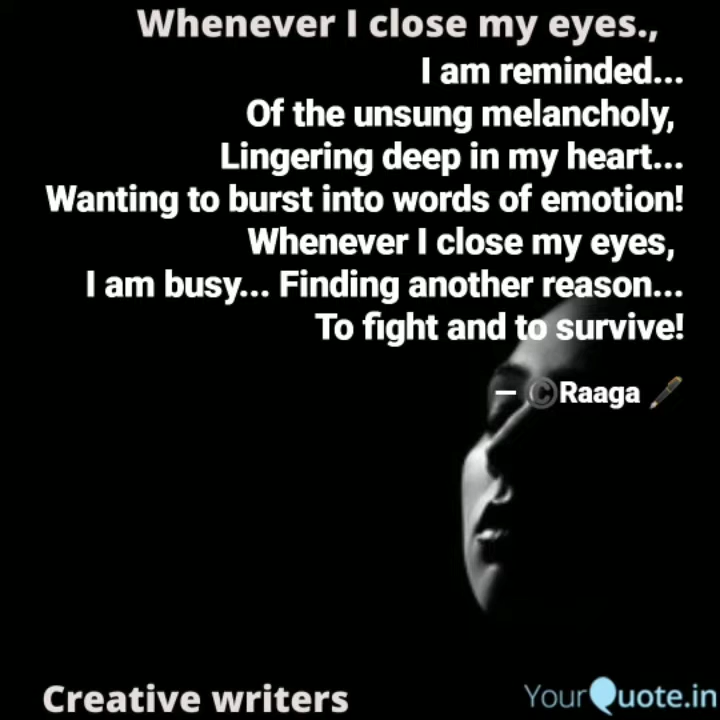 Whenever I close my eyes.,
I am reminded...
Of the unsung melancholy,
Lingering deep in my heart...
Wanting to burst into words of emotion!
Whenever I close my eyes,
I am busy... Finding another reason...
To fight and to survive!
— ©Raaga 🖋️
Creative writers
YourQuote.in